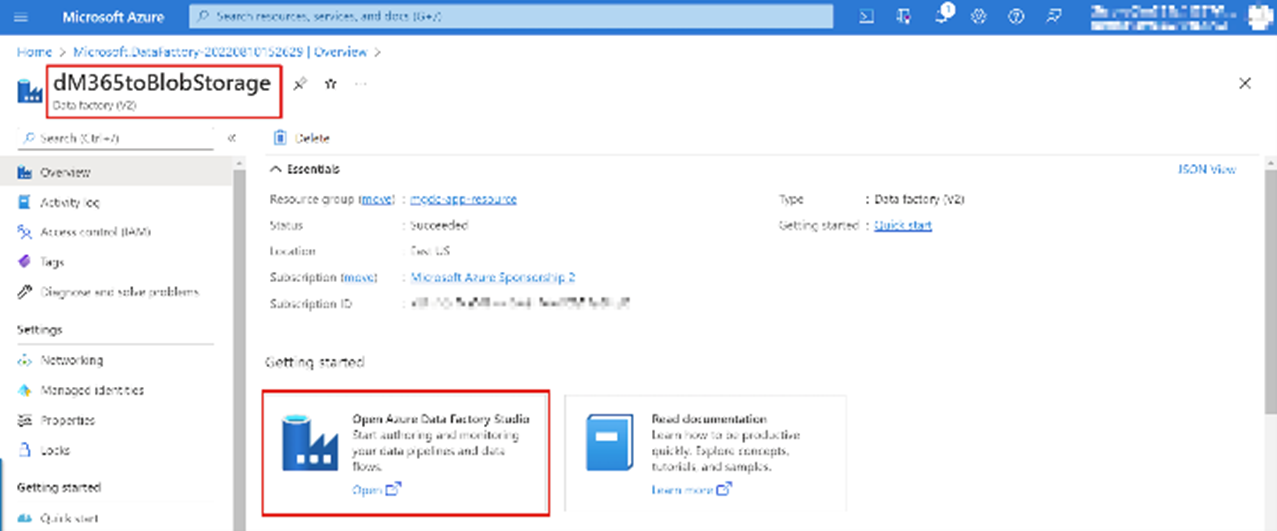 Microsoft Azure
Search resources, services, and docs (G+/)
1
Home > Microsoft.DataFactory-20220810152629 | Overview >
dM365toBlobStorage
Data factory (V2)
Search (Ctrl+/)
«
Delete
Overview
Activity log
Access control (IAM)
Tags
Diagnose and solve problems
Settings
Networking
Managed identities
Properties
Locks
Getting started
Quick start
Essentials
JSON View
Resource group (move) : mgdc-app-resource
Status : Succeeded
Location : East US
Subscription (move) : Microsoft Azure Sponsorship 2
Subscription ID :
Type : Data factory (V2)
Getting started : Quick start
Getting started
Open Azure Data Factory Studio
Start authoring and monitoring
your data pipelines and data
flows.
Open
Read documentation
Learn how to be productive
quickly. Explore concepts,
tutorials, and samples.
Learn more